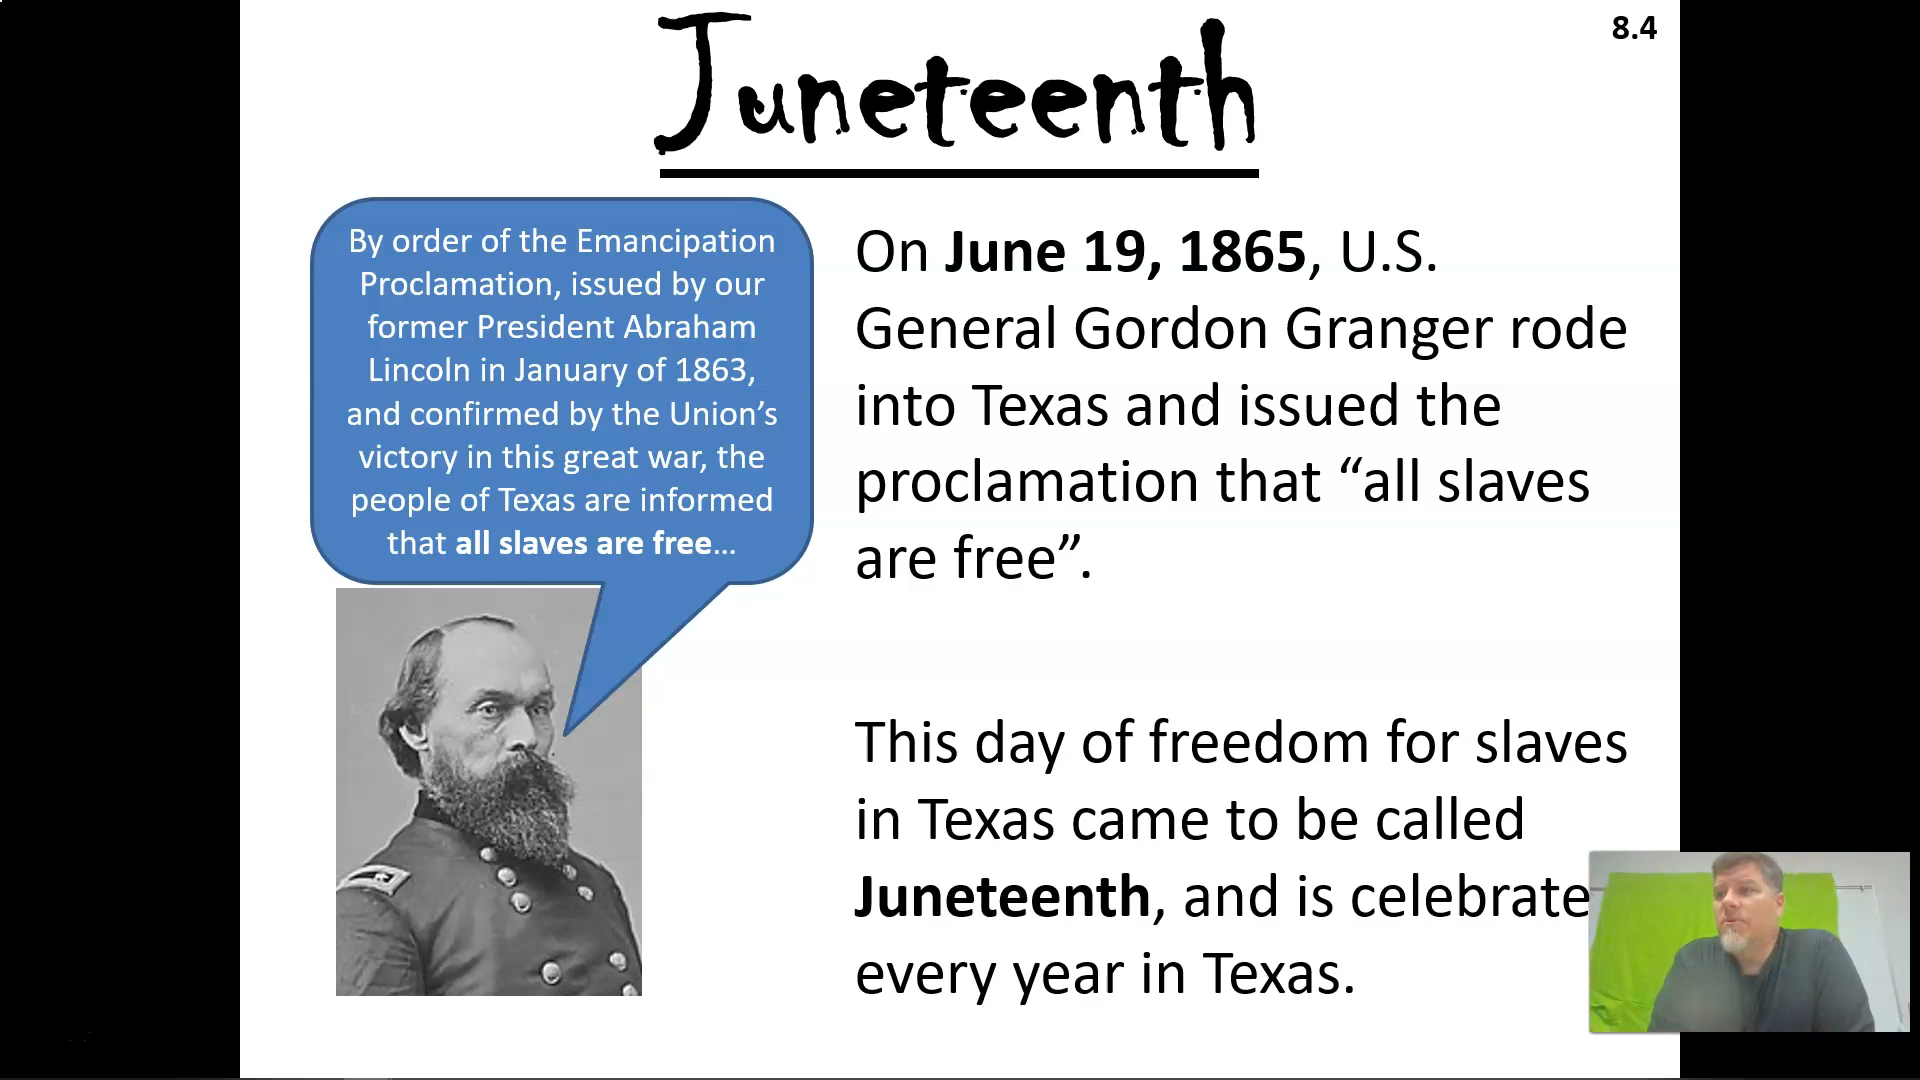 Juneteenth
8.4
By order of the Emancipation
Proclamation, issued by our
former President Abraham
Lincoln in January of 1863,
and confirmed by the Union’s
victory in this great war, the
people of Texas are informed
that all slaves are free…
On June 19, 1865, U.S.
General Gordon Granger rode
into Texas and issued the
proclamation that “all slaves
are free”.
This day of freedom for slaves
in Texas came to be called
Juneteenth, and is celebrate
every year in Texas.